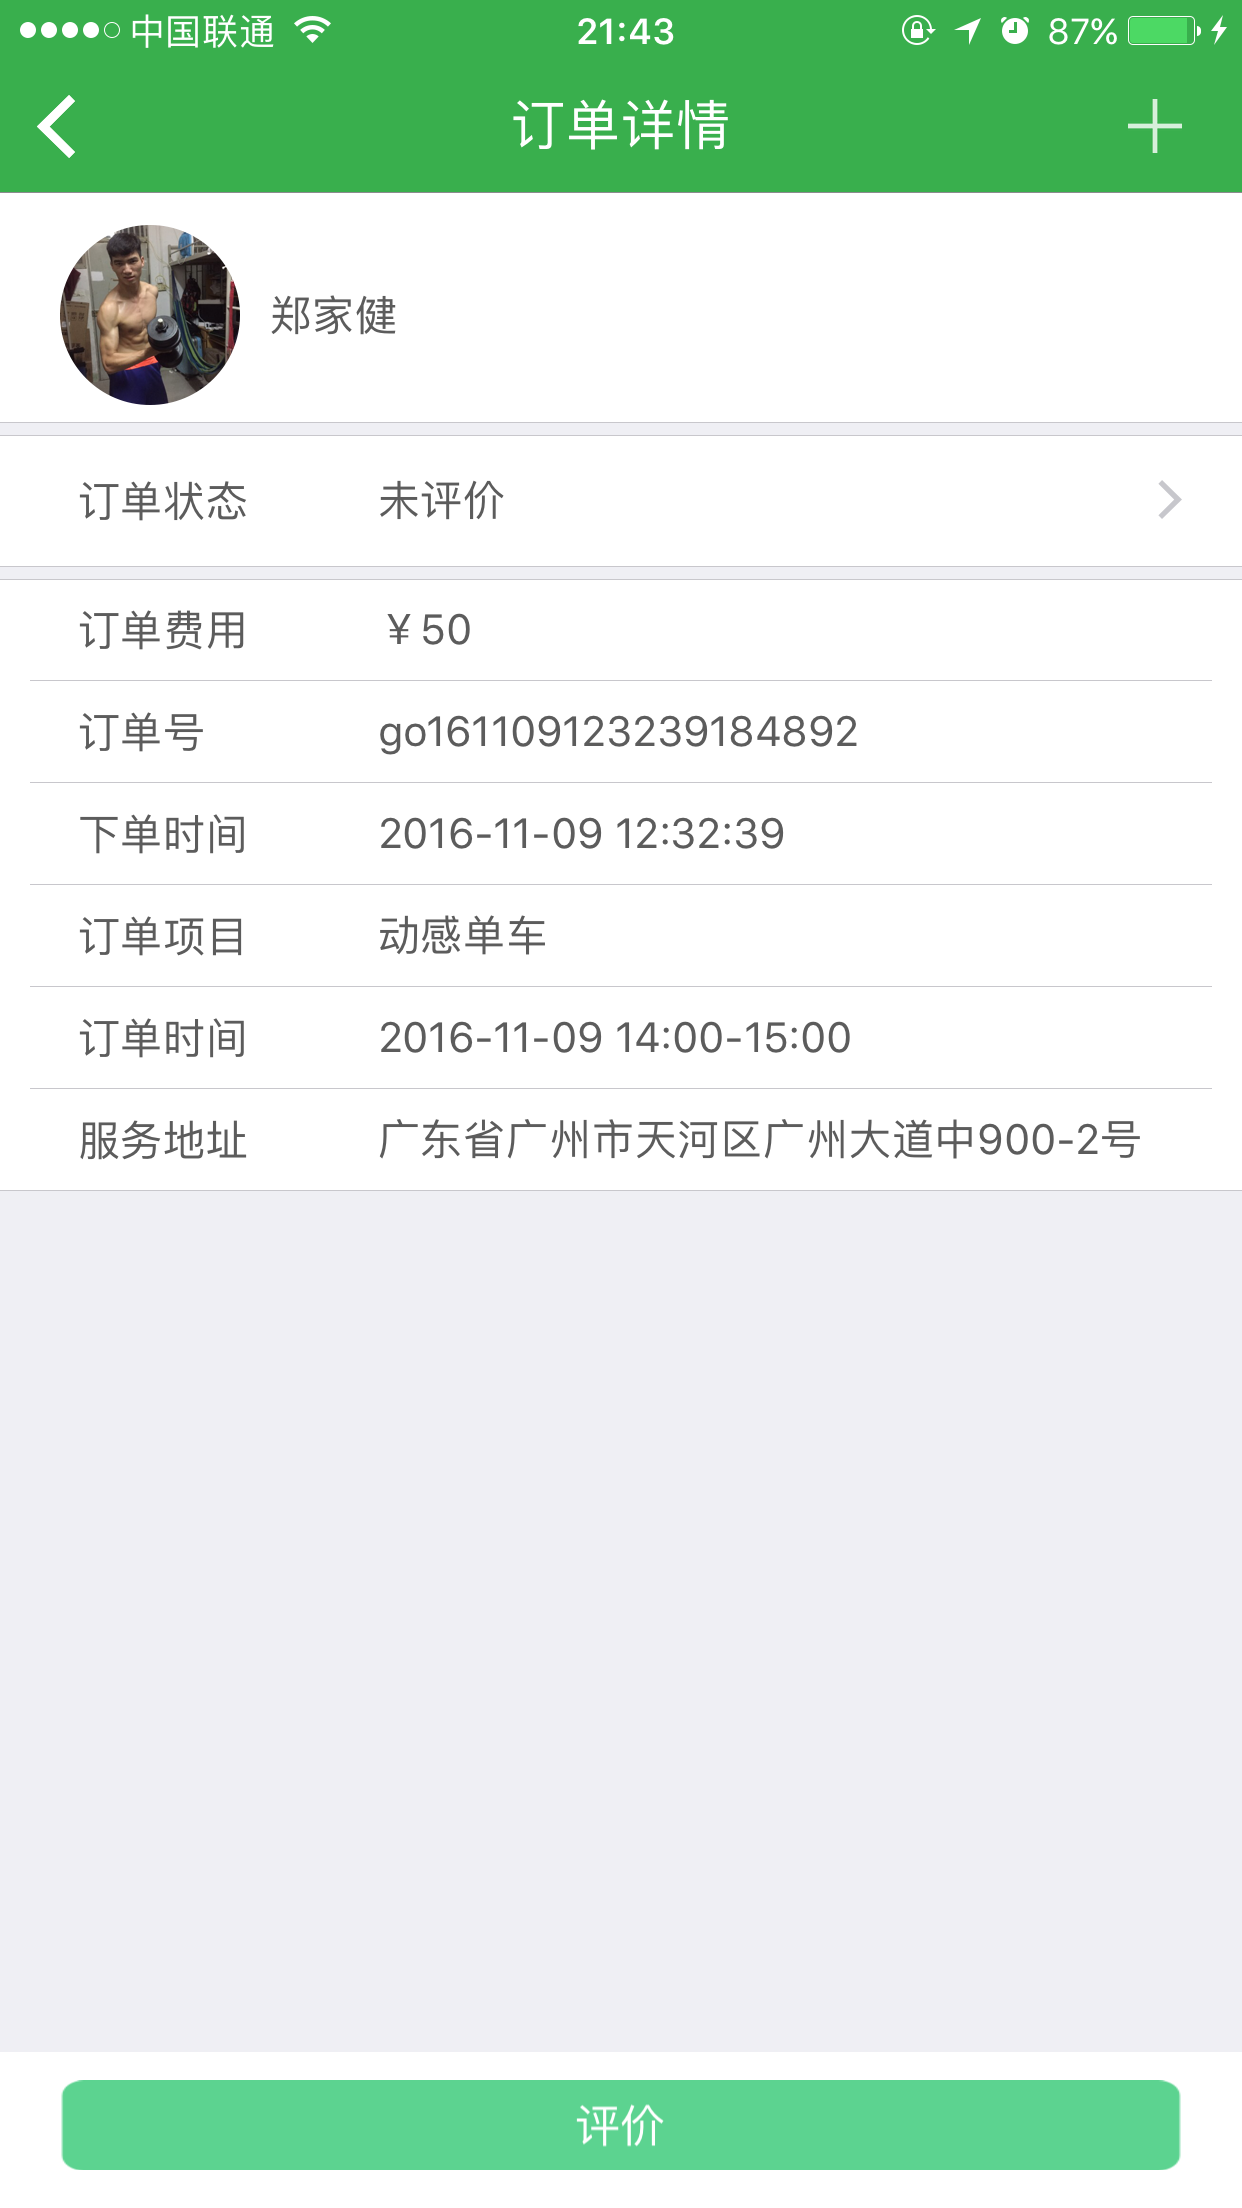 中国联通 21:43 87%
订单详情
郑家健
订单状态 未评价
订单费用 ¥50
订单号 go161109123239184892
下单时间 2016-11-09 12:32:39
订单项目 动感单车
订单时间 2016-11-09 14:00-15:00
服务地址 广东省广州市天河区广州大道中900-2号
评价